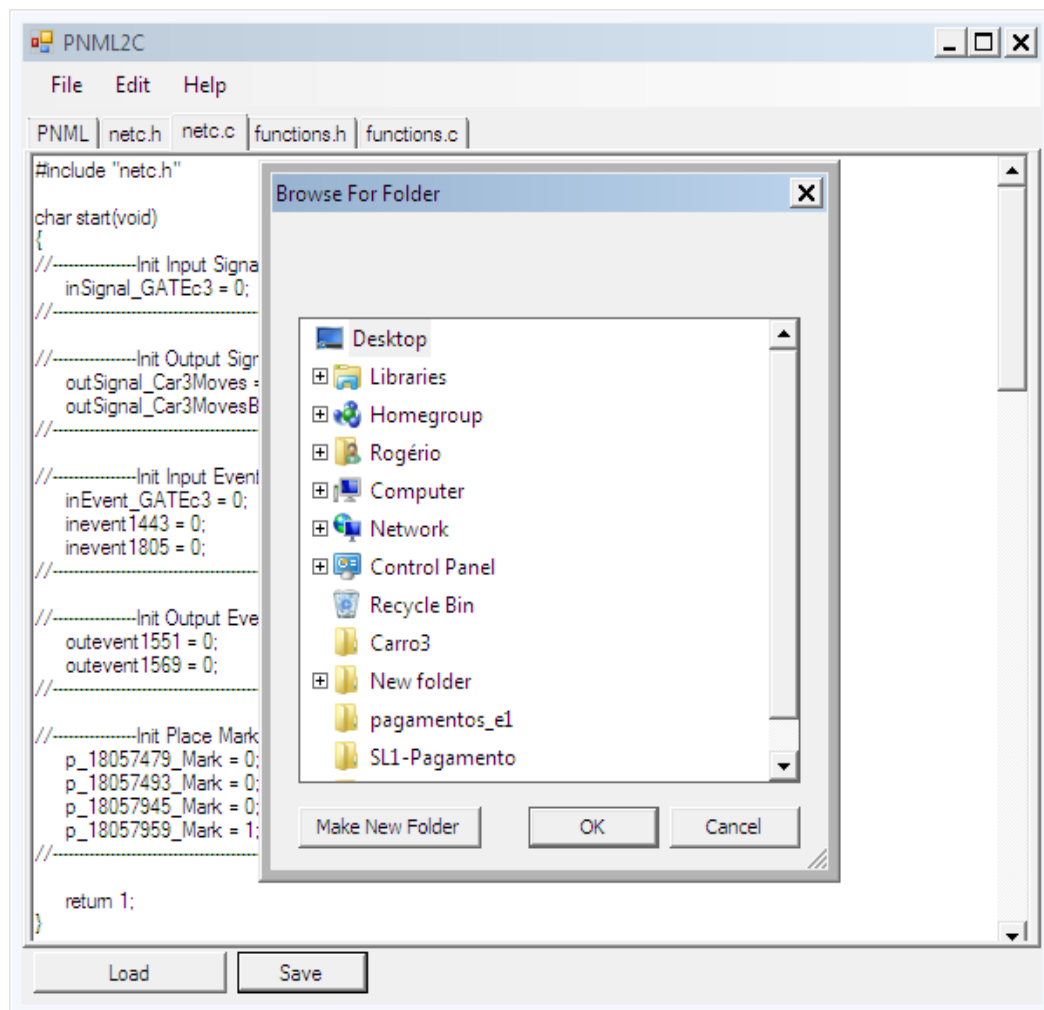 PNML2C
File Edit Help
PNML netc.h netc.c functions.h functions.c
#include "netc.h"
char start(void)
{
//----------------Init Input Signa
inSignal_GATEc3 = 0;
//----------------------------------------
//----------------Init Output Sigr
outSignal_Car3Moves =
outSignal_Car3MovesB
//----------------------------------------
//----------------Init Input Event
inEvent_GATEc3 = 0;
inevent1443 = 0;
inevent1805 = 0;
//----------------------------------------
//----------------Init Output Eve
outevent1551 = 0;
outevent1569 = 0;
//----------------------------------------
//----------------Init Place Mark
p_18057479_Mark = 0;
p_18057493_Mark = 0;
p_18057945_Mark = 0;
p_18057959_Mark = 1;
//----------------------------------------
return 1;
}
Browse For Folder
Desktop
Libraries
Homegroup
Rogério
Computer
Network
Control Panel
Recycle Bin
Carro3
New folder
pagamentos_e1
SL1-Pagamento
Make New Folder OK Cancel
Load Save